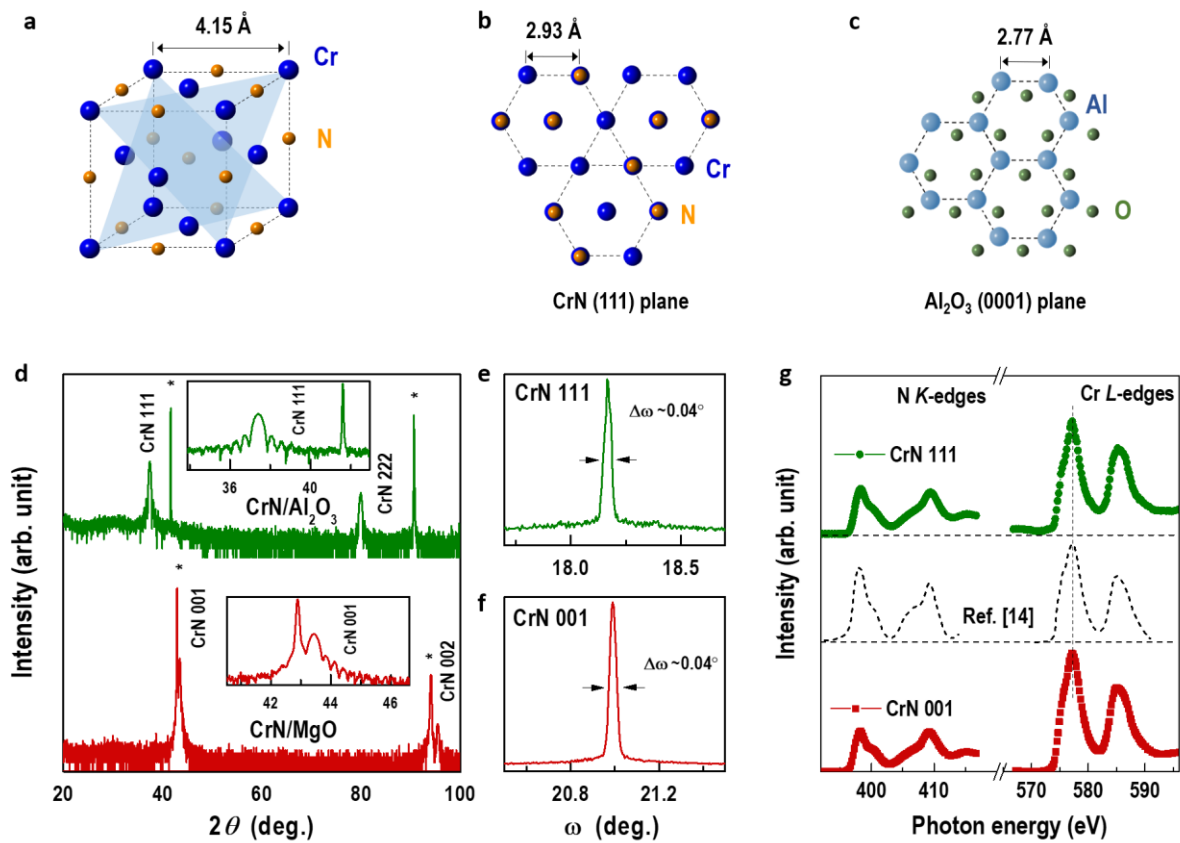 a
4.15 Å
Cr
N
b
2.93 Å
Cr
N
CrN (111) plane
c
2.77 Å
Al
O
Al₂O₃ (0001) plane
d
Intensity (arb. unit)
CrN 111
*
CrN 111
36 40
CrN/Al₂O₃
CrN 222
*
*
CrN 001
CrN 001
42 44 46
CrN/MgO
*
CrN 002
20 40 60 80 100
2θ (deg.)
e
CrN 111
Δω ~0.04°
18.0 18.5
f
CrN 001
Δω ~0.04°
20.8 21.2
ω (deg.)
g
Intensity (arb. unit)
N K-edges
Cr L-edges
CrN 111
Ref. [14]
CrN 001
400 410 570 580 590
Photon energy (eV)